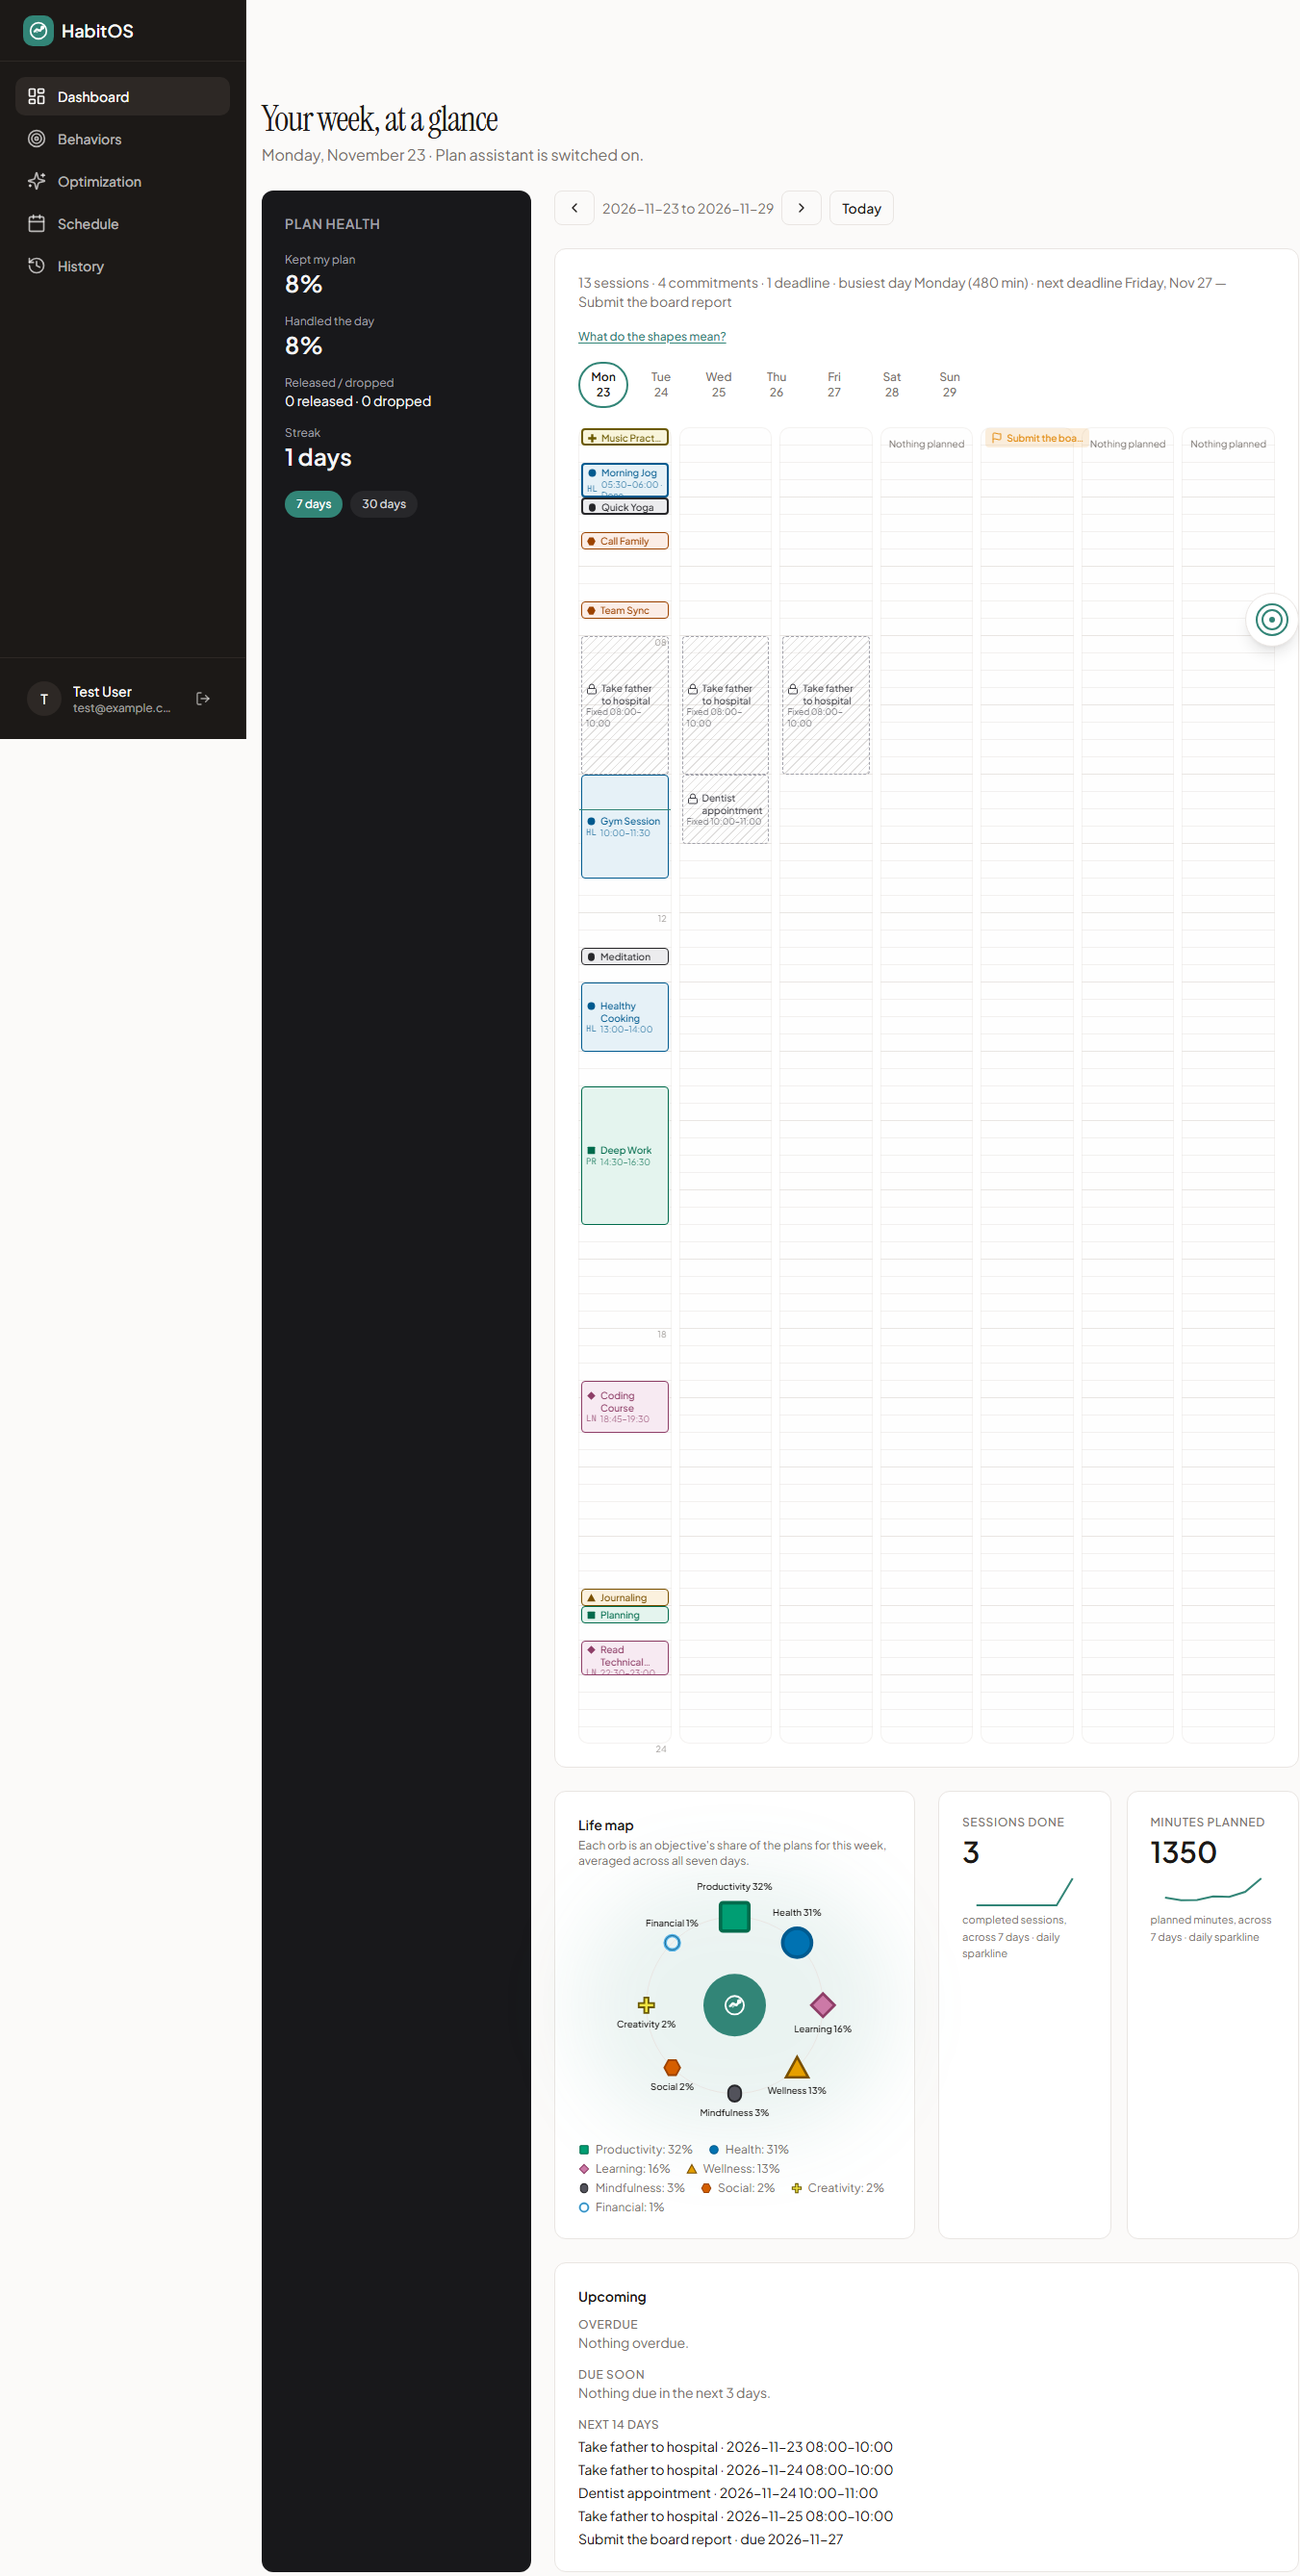 HabitOS
Dashboard
Behaviors
Optimization
Schedule
History
T
Test User
test@example.c...
Your week, at a glance
Monday, November 23 · Plan assistant is switched on.
PLAN HEALTH
Kept my plan
8%
Handled the day
8%
Released / dropped
0 released · 0 dropped
Streak
1 days
7 days
30 days
2026-11-23 to 2026-11-29
Today
13 sessions · 4 commitments · 1 deadline · busiest day Monday (480 min) · next deadline Friday, Nov 27 —
Submit the board report
What do the shapes mean?
Mon
23
Tue
24
Wed
25
Thu
26
Fri
27
Sat
28
Sun
29
Music Pract...
Nothing planned
Submit the boa...
Nothing planned
Nothing planned
Morning Jog
HL 05:30–06:00 ·
Done
Quick Yoga
Call Family
Team Sync
09
Take father
to hospital
Fixed 08:00–
10:00
Take father
to hospital
Fixed 08:00–
10:00
Take father
to hospital
Fixed 08:00–
10:00
Gym Session
HL 10:00–11:30
Dentist
appointment
Fixed 10:00–11:00
12
Meditation
Healthy
Cooking
HL 13:00–14:00
Deep Work
PR 14:30–16:30
18
Coding
Course
LN 18:45–19:30
Journaling
Planning
Read
Technical...
LN 22:30–23:00
24
Life map
Each orb is an objective's share of the plans for this week,
averaged across all seven days.
Productivity 32%
Health 31%
Financial 1%
Creativity 2%
Learning 16%
Social 2%
Wellness 13%
Mindfulness 3%
Productivity: 32%
Health: 31%
Learning: 16%
Wellness: 13%
Mindfulness: 3%
Social: 2%
Creativity: 2%
Financial: 1%
SESSIONS DONE
3
completed sessions,
across 7 days · daily
sparkline
MINUTES PLANNED
1350
planned minutes, across
7 days · daily sparkline
Upcoming
OVERDUE
Nothing overdue.
DUE SOON
Nothing due in the next 3 days.
NEXT 14 DAYS
Take father to hospital · 2026-11-23 08:00–10:00
Take father to hospital · 2026-11-24 08:00–10:00
Dentist appointment · 2026-11-24 10:00–11:00
Take father to hospital · 2026-11-25 08:00–10:00
Submit the board report · due 2026-11-27